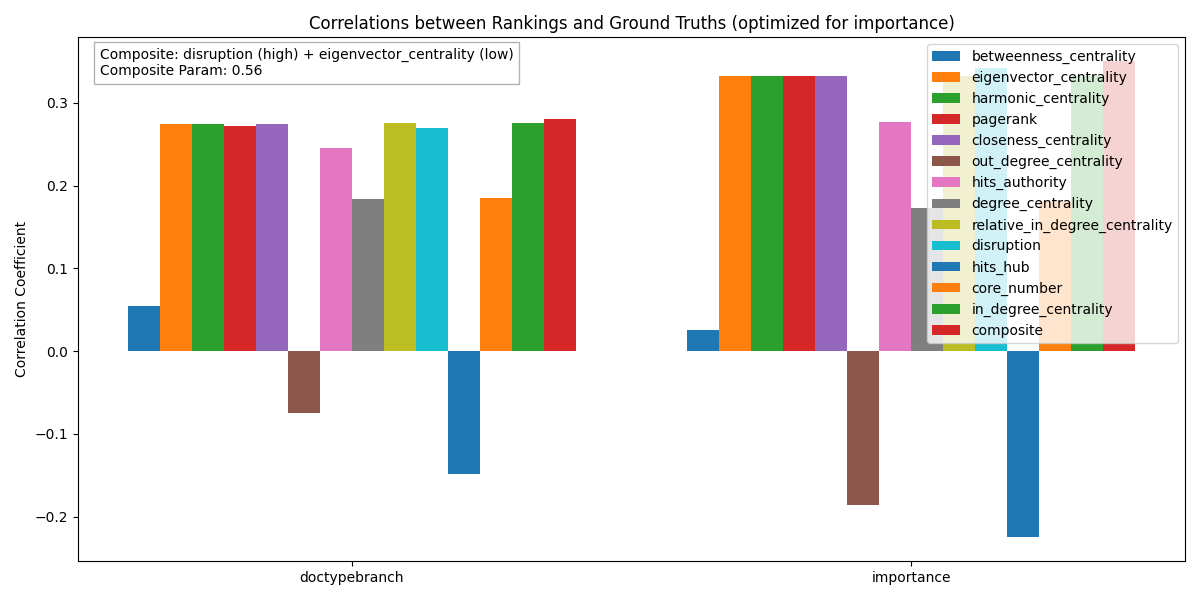 Correlations between Rankings and Ground Truths (optimized for importance)
Composite: disruption (high) + eigenvector_centrality (low)
Composite Param: 0.56
betweenness_centrality
eigenvector_centrality
harmonic_centrality
pagerank
closeness_centrality
out_degree_centrality
hits_authority
degree_centrality
relative_in_degree_centrality
disruption
hits_hub
core_number
in_degree_centrality
composite
Correlation Coefficient
0.3
0.2
0.1
0.0
−0.1
−0.2
doctypebranch
importance